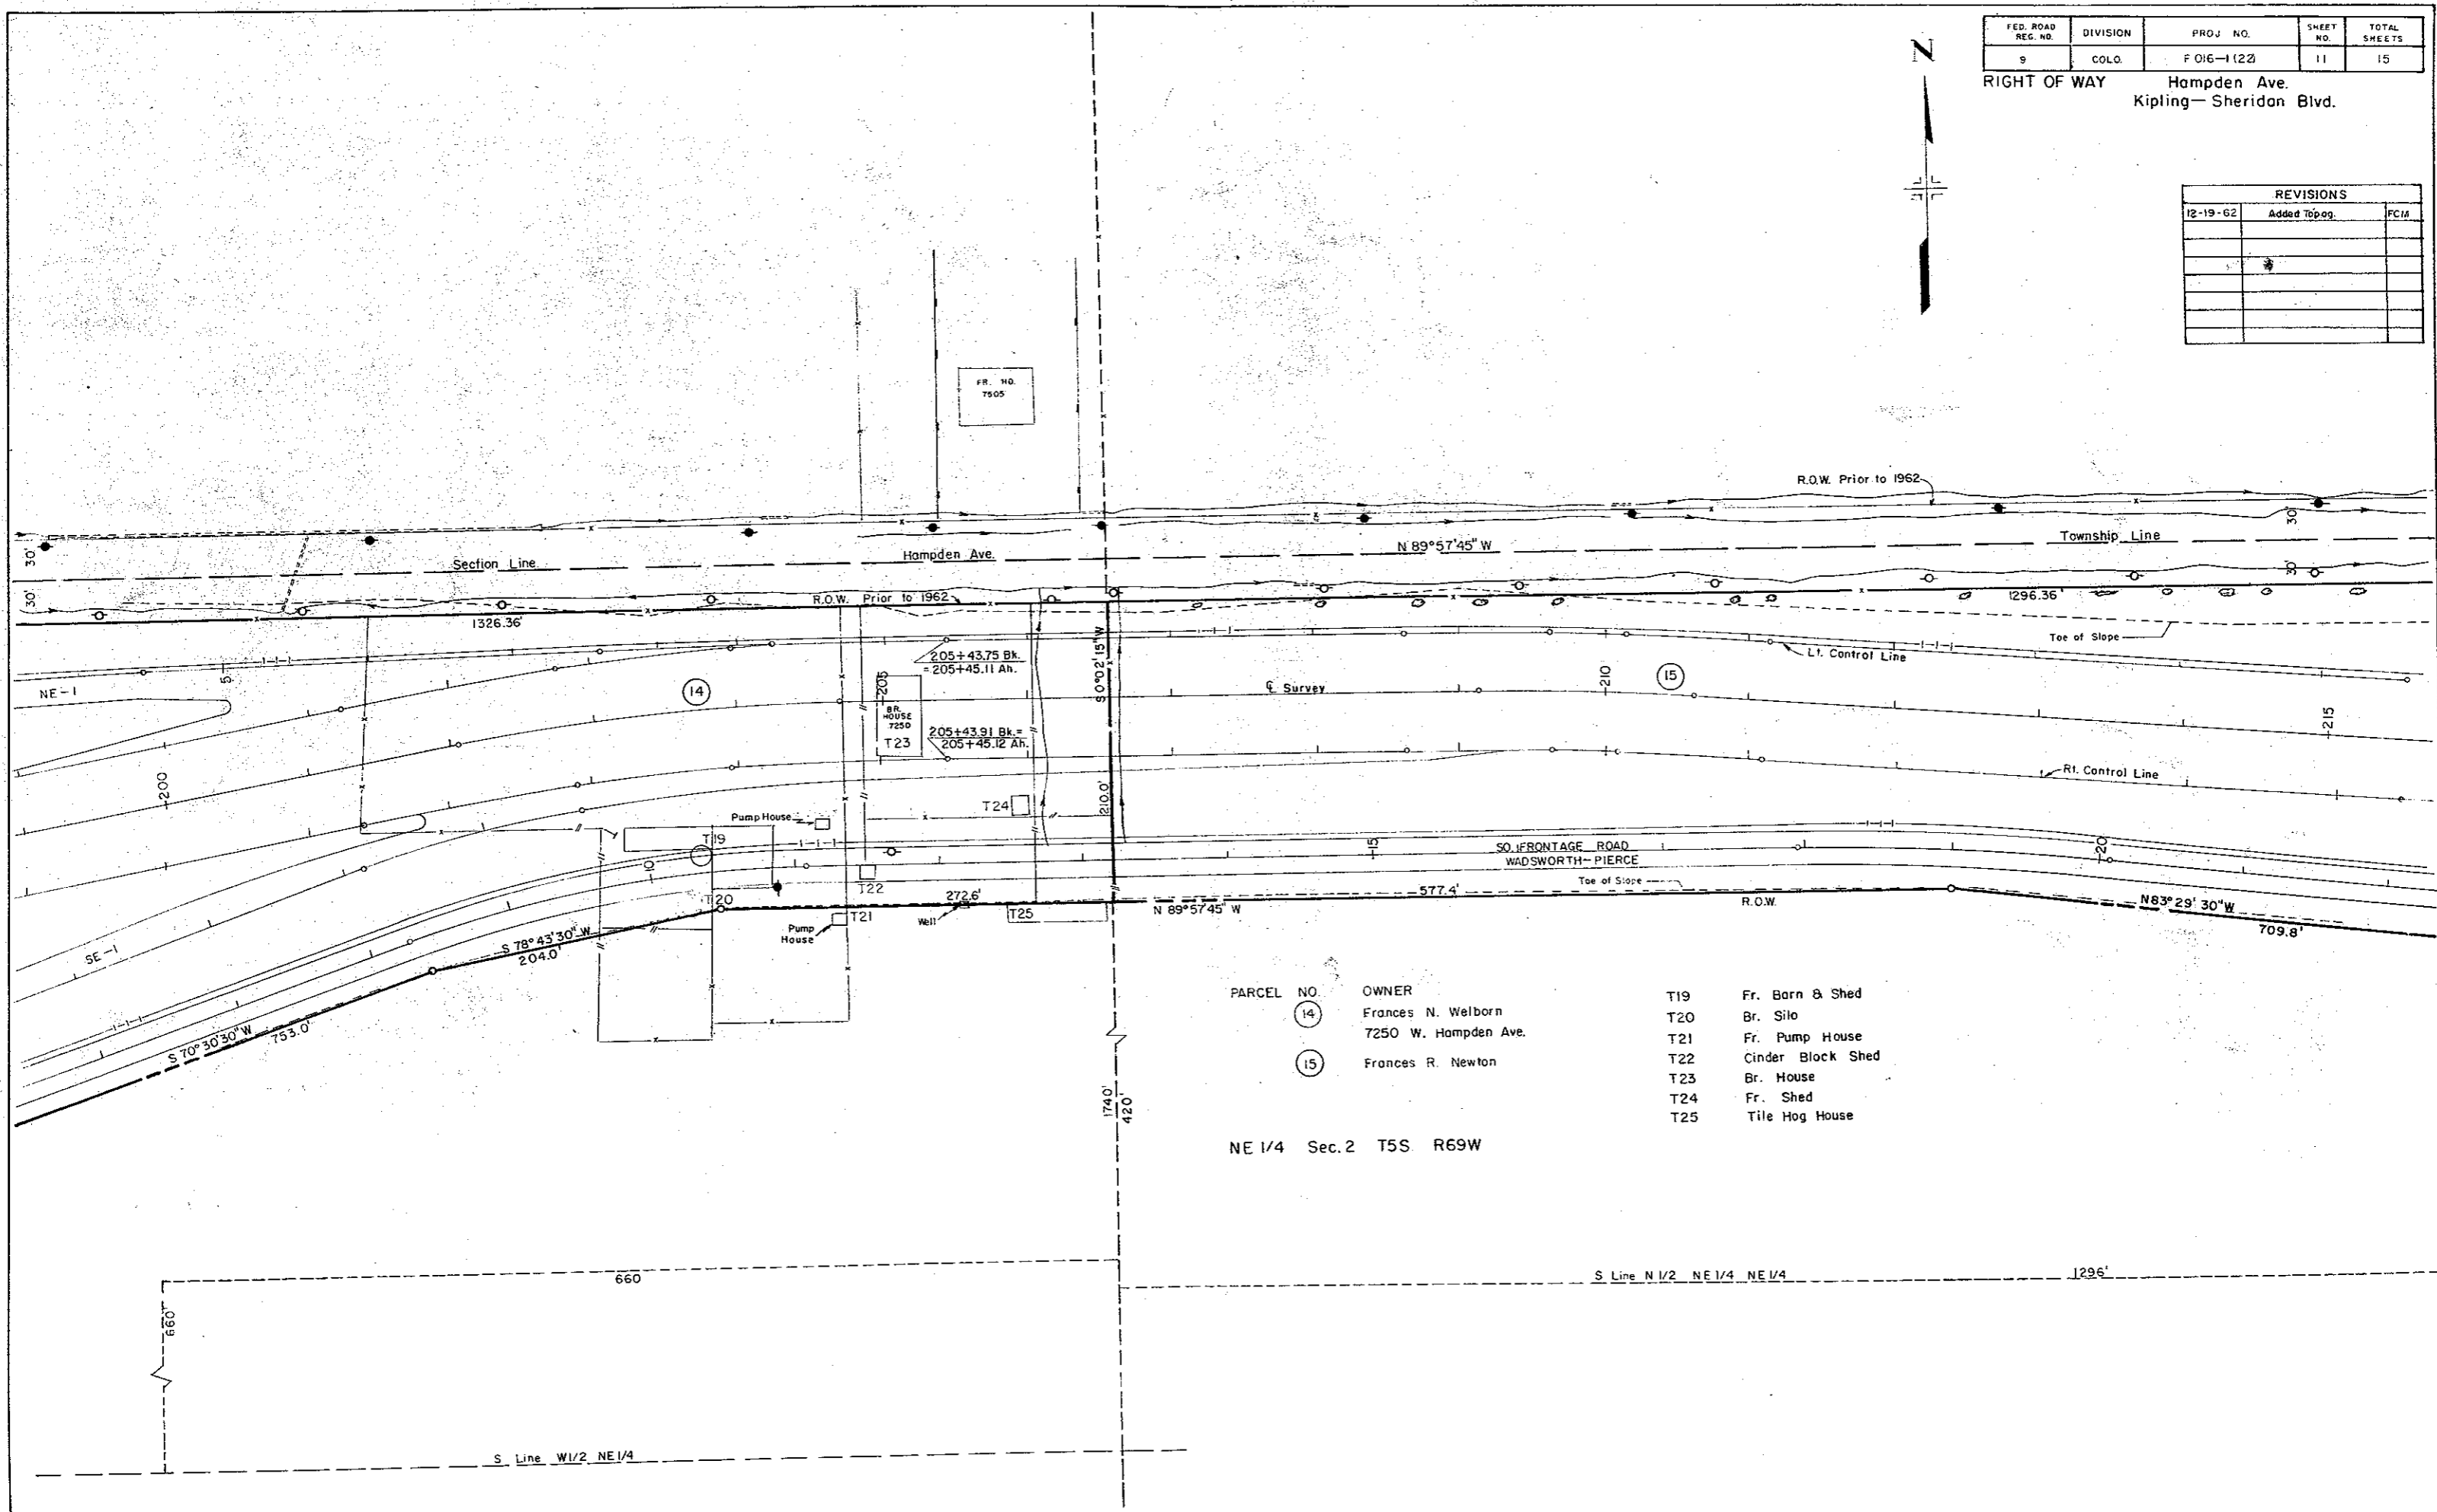 FED. ROAD REG. NO. DIVISION PROJ NO. SHEET NO. TOTAL SHEETS
9 COLO. F 016-1(22) 11 15
RIGHT OF WAY Hampden Ave.
Kipling—Sheridan Blvd.
N
REVISIONS
12-19-62 Added Topog. FCM
FR. HO.
7505
R.O.W. Prior to 1962
30'
30'
Section Line
Hampden Ave.
N 89°57'45" W
Township Line
30'
30'
R.O.W. Prior to 1962
1326.36'
1296.36'
Toe of Slope
Lt. Control Line
NE-1
5
14
205+43.75 Bk.
=205+45.11 Ah.
205
S 0°02'15" W
℄ Survey
210
15
215
BR.
HOUSE
7250
T23
205+43.91 Bk.=
205+45.12 Ah.
200
Rt. Control Line
T24
210.0'
Pump House
T19
10
15
SO. FRONTAGE ROAD
WADSWORTH-PIERCE
20
T22
272.6'
577.4'
Toe of Slope
R.O.W.
T20
T21
Well
T25
N 89°57'45" W
N 83°29'30" W
709.8'
Pump
House
S 78°43'30" W
204.0'
SE-1
S 70°30'30" W
753.0'
PARCEL NO. OWNER
14 Frances N. Welborn
7250 W. Hampden Ave.
15 Frances R. Newton
T19 Fr. Barn & Shed
T20 Br. Silo
T21 Fr. Pump House
T22 Cinder Block Shed
T23 Br. House
T24 Fr. Shed
T25 Tile Hog House
1740'
420'
NE 1/4 Sec. 2 T5S R69W
660
660'
S Line N 1/2 NE 1/4 NE 1/4
1296'
S Line W1/2 NE 1/4